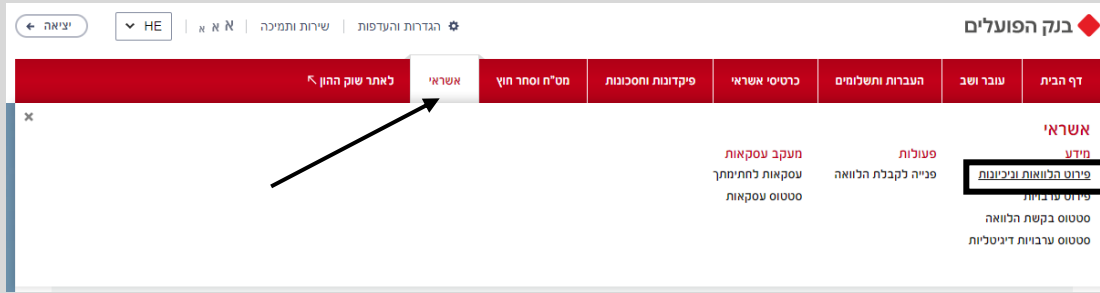 בנק הפועלים
הגדרות והעדפות | שירות ותמיכה | א א א | HE יציאה
דף הבית עובר ושב העברות ותשלומים כרטיסי אשראי פיקדונות וחסכונות מט"ח וסחר חוץ אשראי לאתר שוק ההון
אשראי
מידע פעולות מעקב עסקאות
פירוט הלוואות וניכיונות פנייה לקבלת הלוואה עסקאות לחתימתך
פירוט ערבויות סטטוס עסקאות
סטטוס בקשת הלוואה
סטטוס ערבויות דיגיטליות